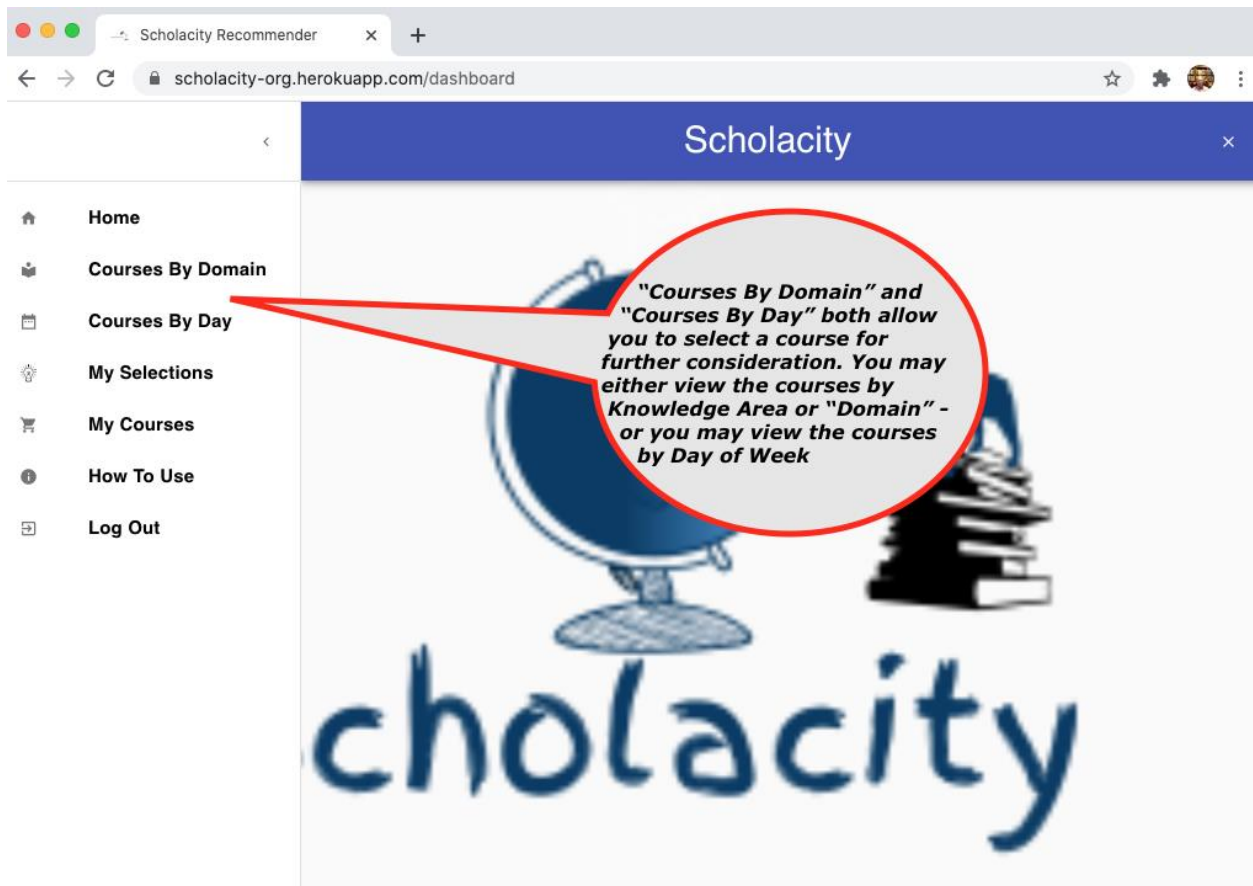 Scholacity Recommender
scholacity-org.herokuapp.com/dashboard
Scholacity
Home
Courses By Domain
Courses By Day
My Selections
My Courses
How To Use
Log Out
“Courses By Domain” and
“Courses By Day” both allow
you to select a course for
further consideration. You may
either view the courses by
Knowledge Area or “Domain” -
or you may view the courses
by Day of Week
cholacity